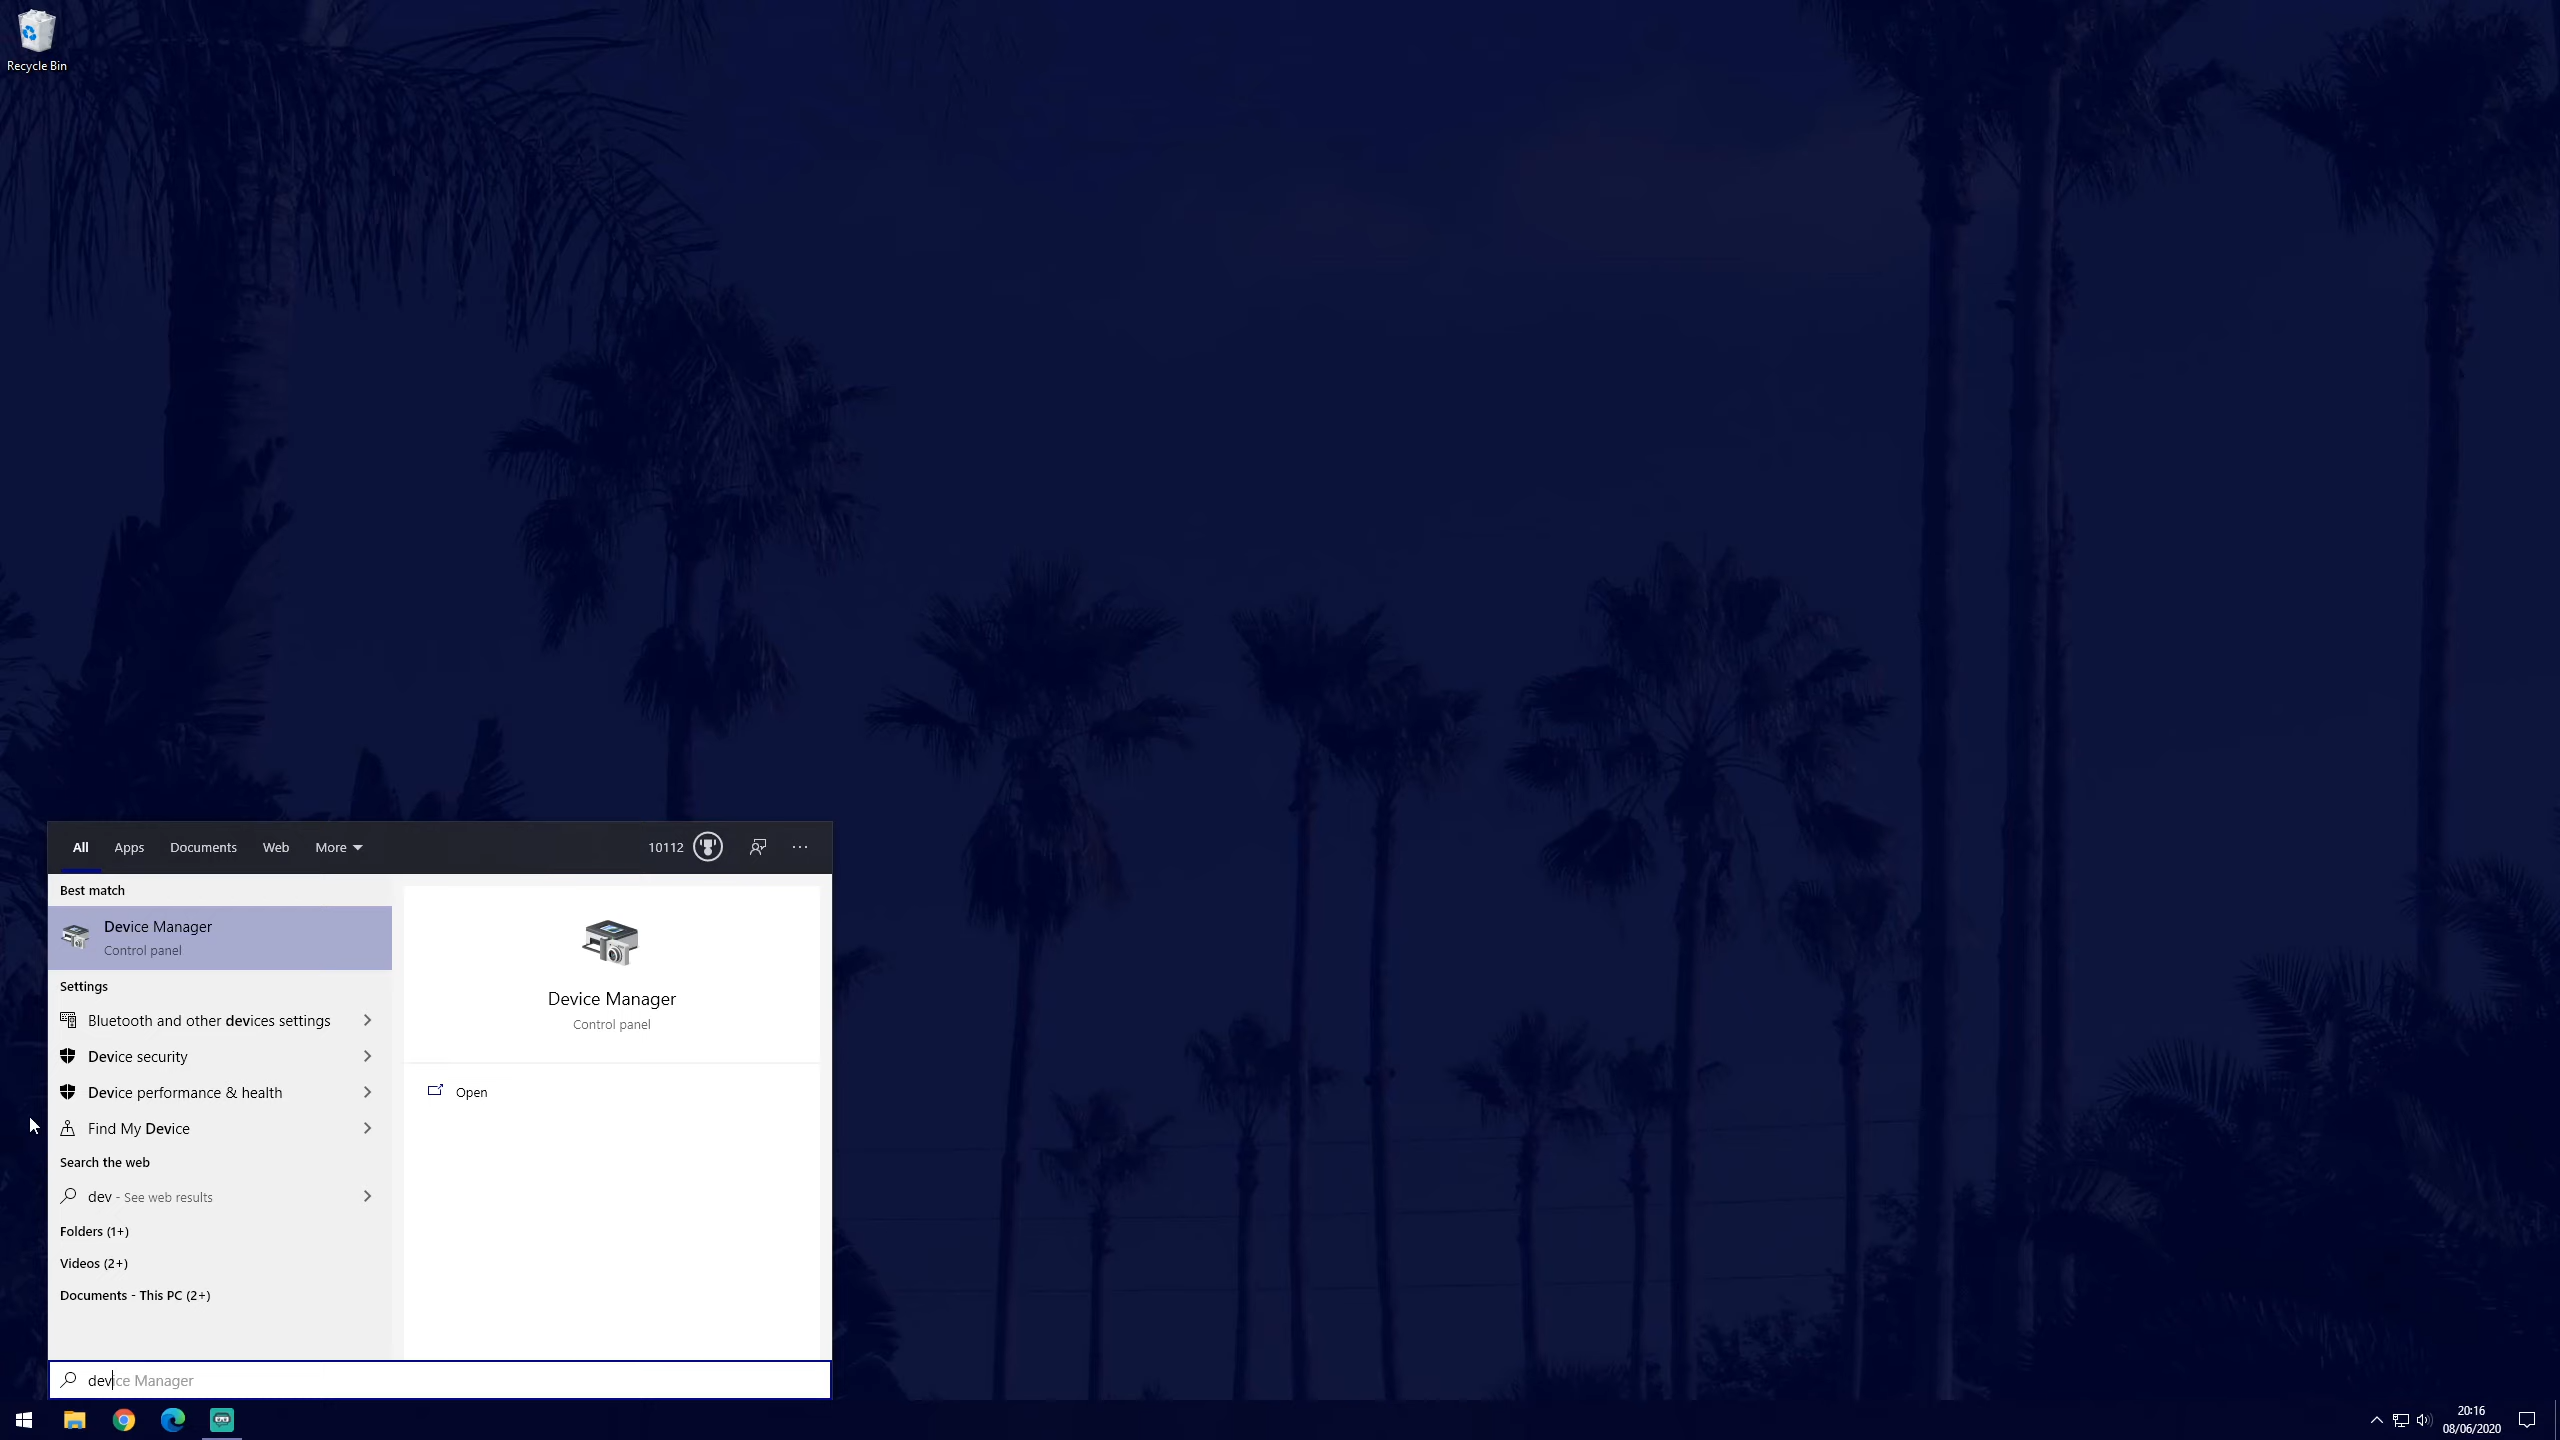 Recycle Bin
All Apps Documents Web More 10112
Best match
Device Manager
Control panel
Settings
Bluetooth and other devices settings
Device security
Device performance & health
Find My Device
Search the web
dev - See web results
Folders (1+)
Videos (2+)
Documents - This PC (2+)
Device Manager
Control panel
Open
device Manager
20:16
08/06/2020